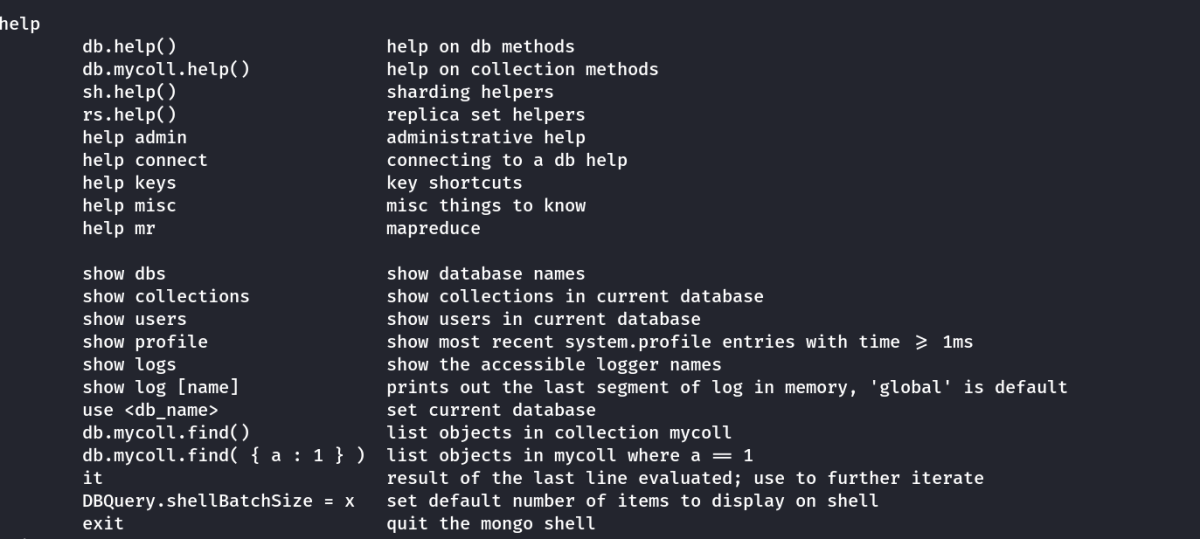 help
db.help() help on db methods
db.mycoll.help() help on collection methods
sh.help() sharding helpers
rs.help() replica set helpers
help admin administrative help
help connect connecting to a db help
help keys key shortcuts
help misc misc things to know
help mr mapreduce
show dbs show database names
show collections show collections in current database
show users show users in current database
show profile show most recent system.profile entries with time >= 1ms
show logs show the accessible logger names
show log [name] prints out the last segment of log in memory, 'global' is default
use <db_name> set current database
db.mycoll.find() list objects in collection mycoll
db.mycoll.find( { a : 1 } ) list objects in mycoll where a == 1
it result of the last line evaluated; use to further iterate
DBQuery.shellBatchSize = x set default number of items to display on shell
exit quit the mongo shell